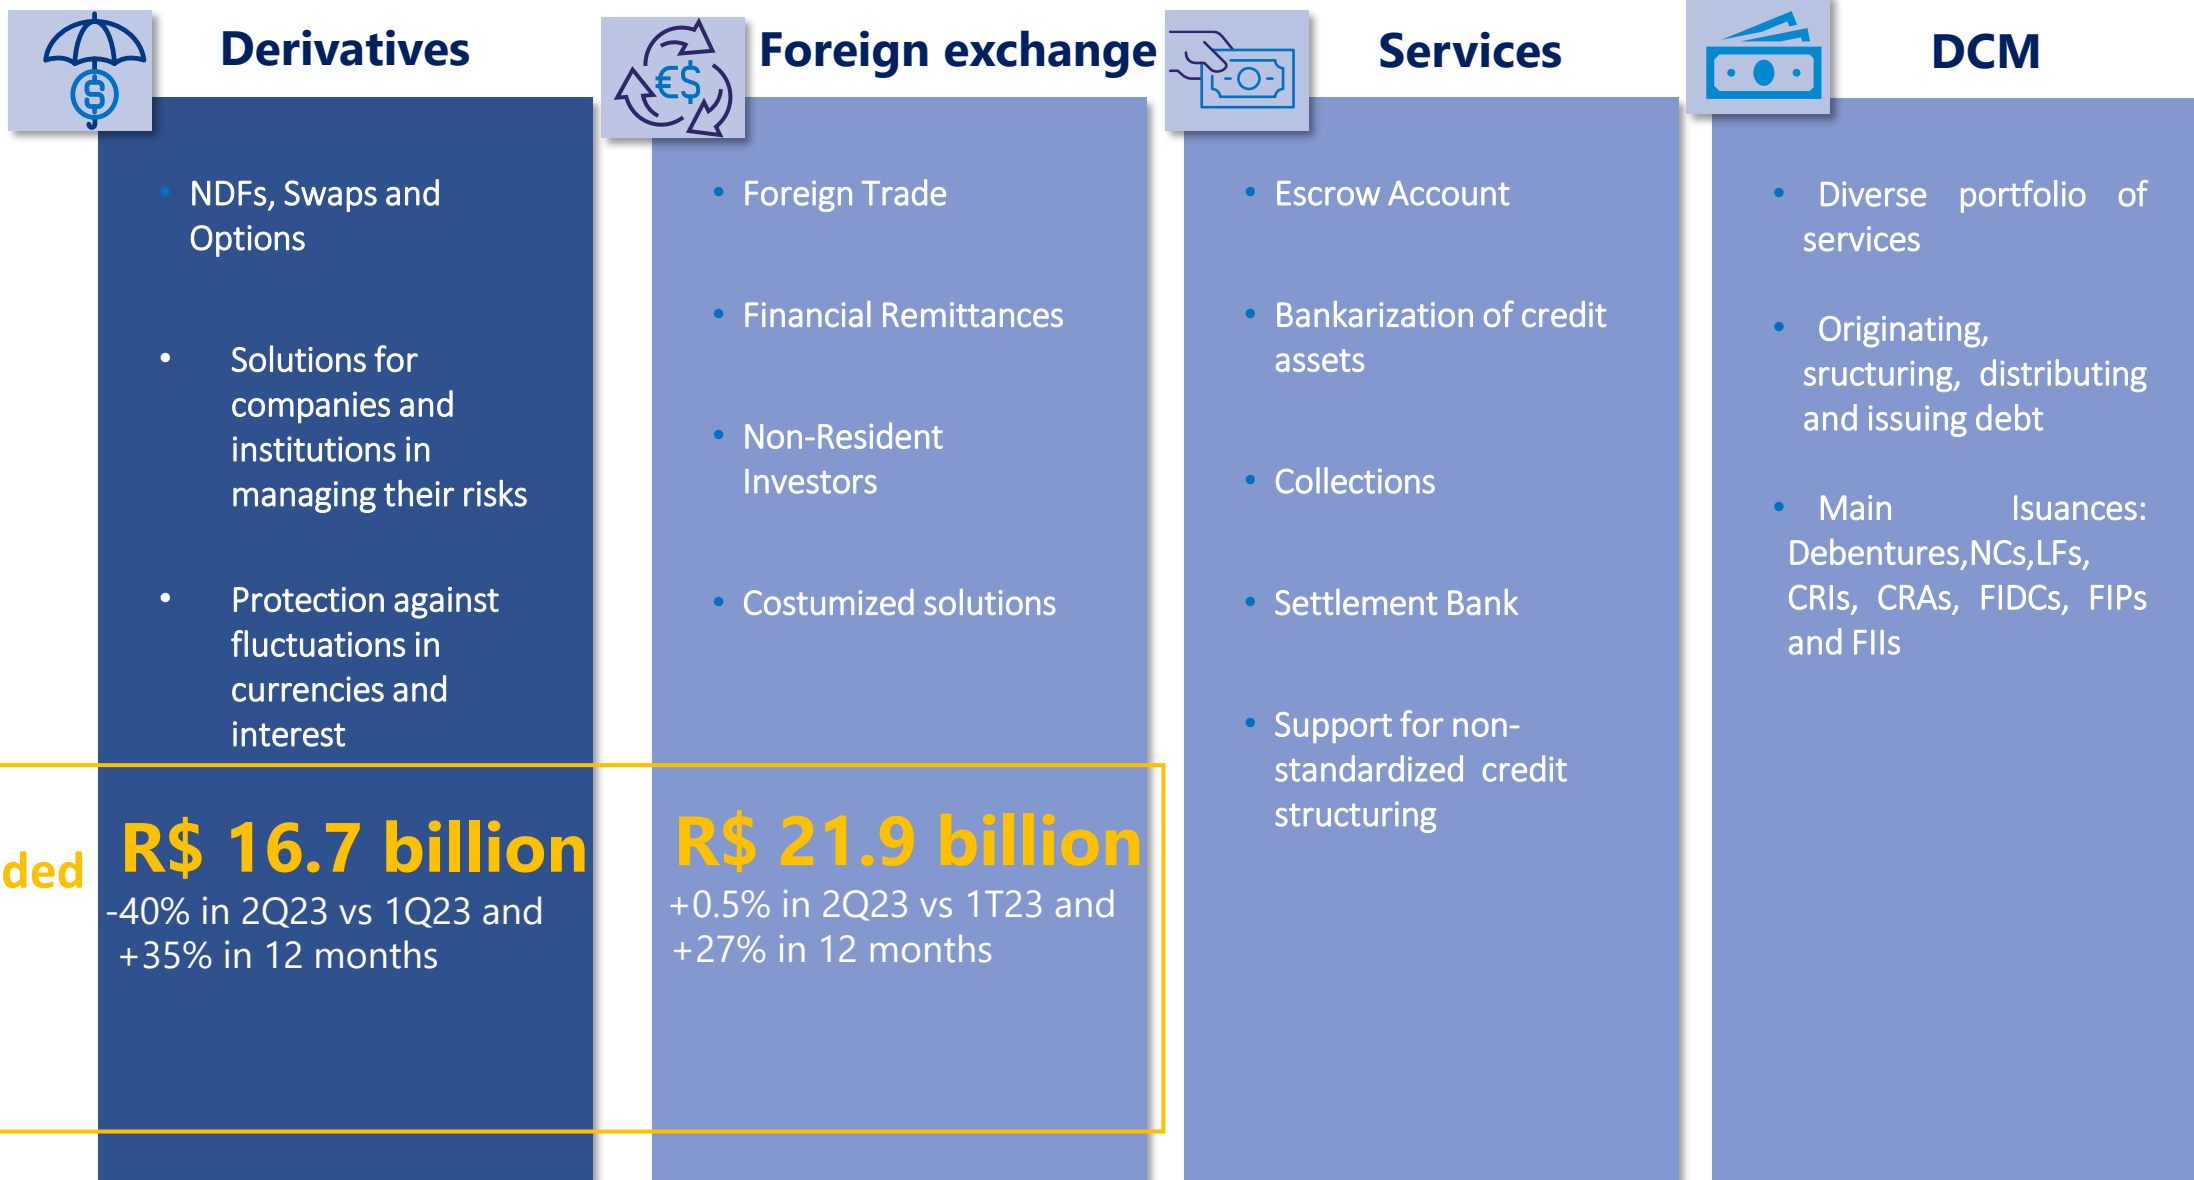 Derivatives
NDFs, Swaps and
Options
Solutions for
companies and
institutions in
managing their risks
Protection against
fluctuations in
currencies and
interest
ded
R$ 16.7 billion
-40% in 2Q23 vs 1Q23 and
+35% in 12 months
€$
Foreign exchange
Foreign Trade
Financial Remittances
Non-Resident
Investors
Costumized solutions
R$ 21.9 billion
+0.5% in 2Q23 vs 1T23 and
+27% in 12 months
Services
Escrow Account
Bankarization of credit
assets
Collections
Settlement Bank
Support for non-
standardized credit
structuring
DCM
Diverse portfolio of
services
Originating,
sructuring, distributing
and issuing debt
Main Isuances:
Debentures,NCs,LFs,
CRIs, CRAs, FIDCs, FIPs
and FIIs